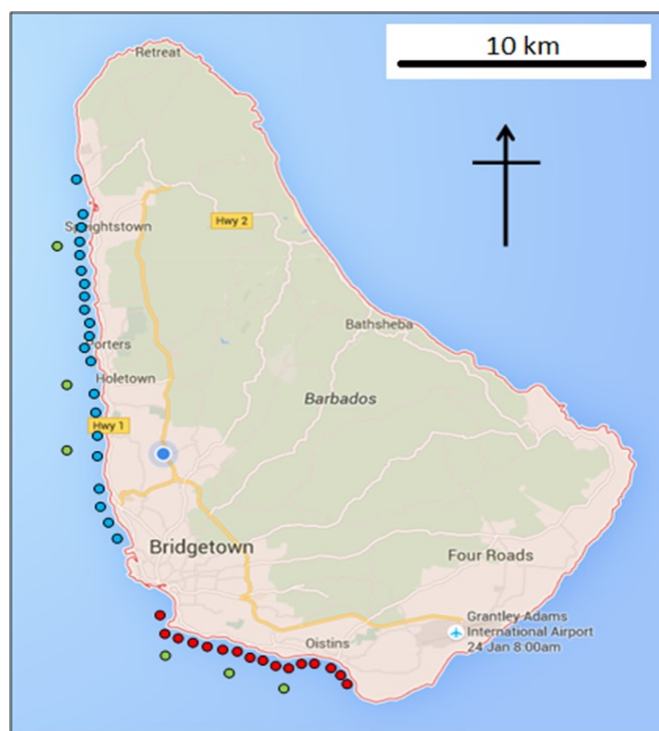 10 km
Retreat
Speightstown
Hwy 2
Bathsheba
Porters
Holetown
Barbados
Hwy 1
Bridgetown
Four Roads
Grantley Adams
International Airport
24 Jan 8:00am
Oistins